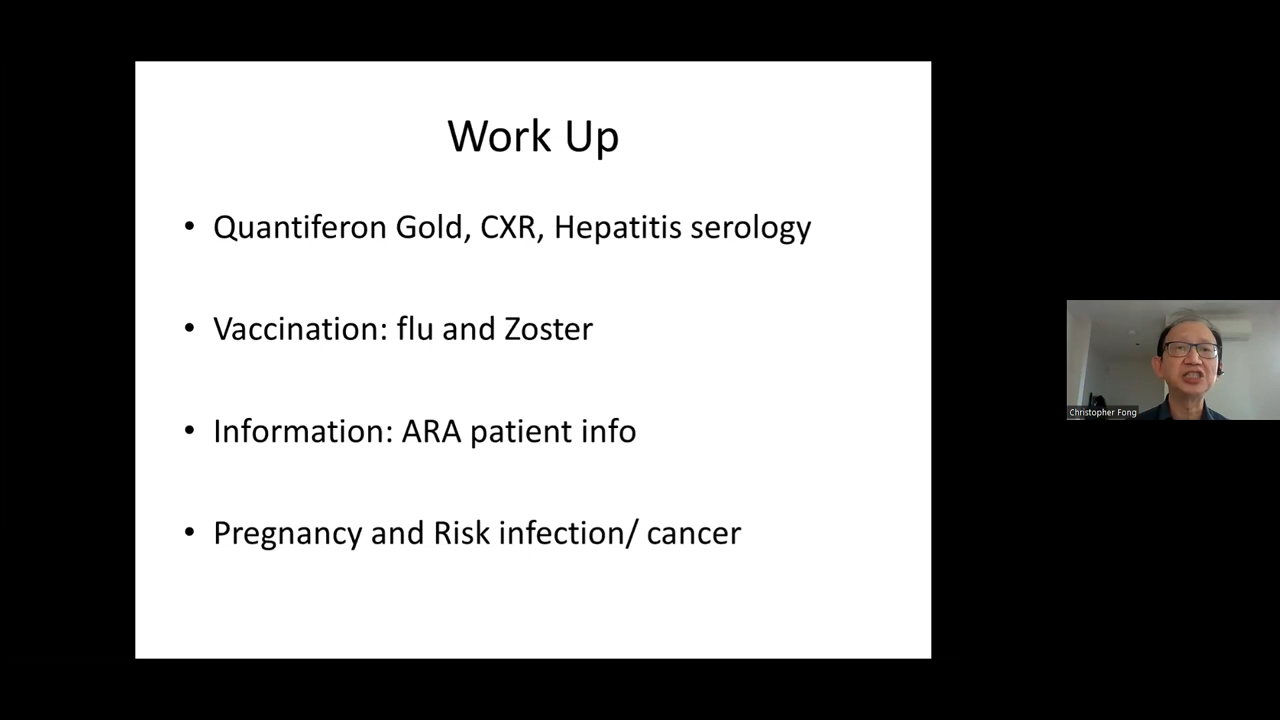 Work Up
• Quantiferon Gold, CXR, Hepatitis serology
• Vaccination: flu and Zoster
• Information: ARA patient info
• Pregnancy and Risk infection/ cancer
Christopher Fong